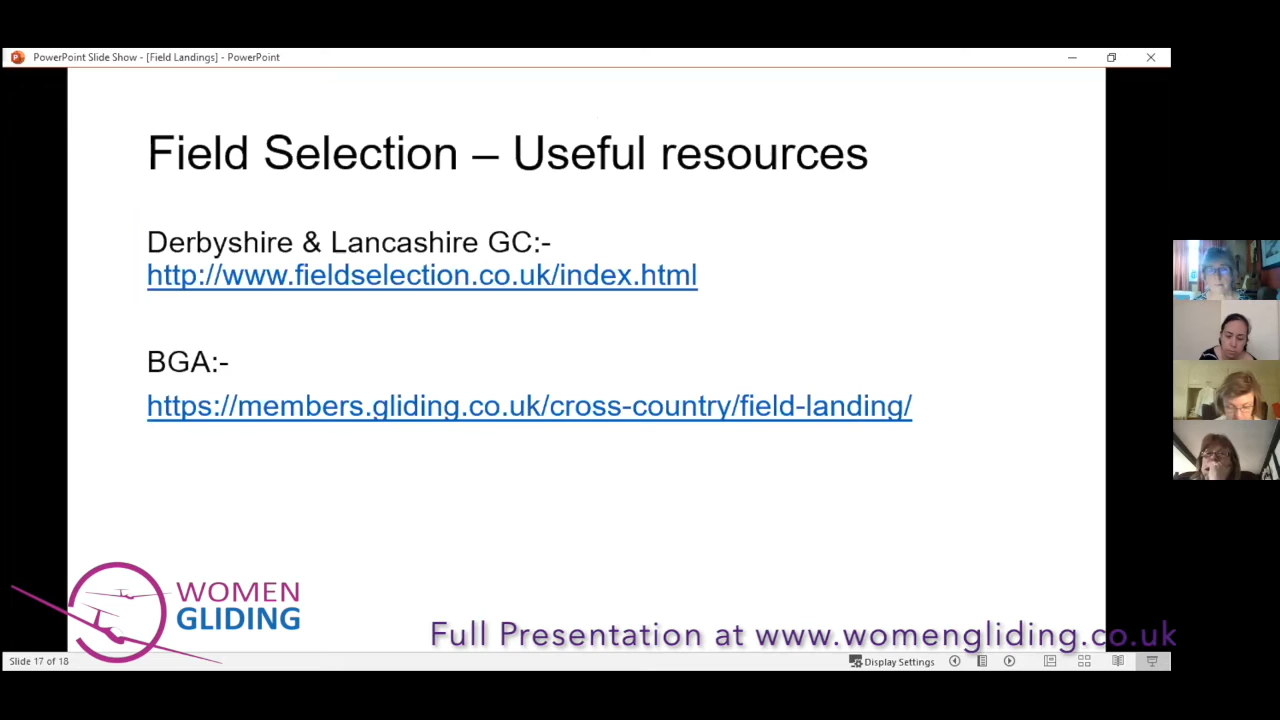 PowerPoint Slide Show - [Field Landings] - PowerPoint
Field Selection – Useful resources
Derbyshire & Lancashire GC:-
http://www.fieldselection.co.uk/index.html
BGA:-
https://members.gliding.co.uk/cross-country/field-landing/
WOMEN
GLIDING
Full Presentation at www.womengliding.co.uk
Slide 17 of 18
Display Settings